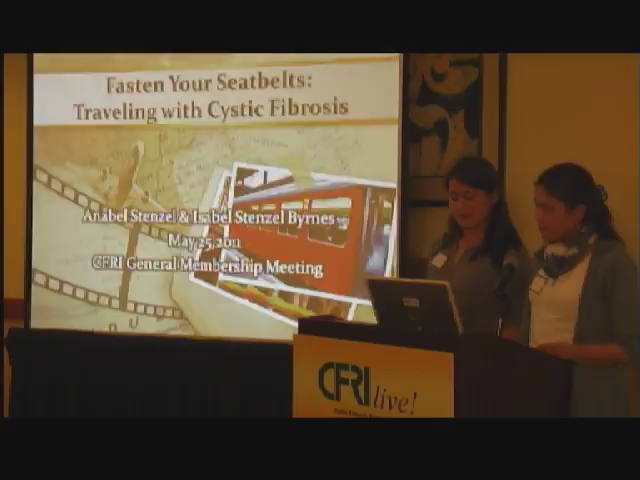 Fasten Your Seatbelts:
Traveling with Cystic Fibrosis
Anabel Stenzel & Isabel Stenzel Byrnes
May 25, 2011
CFRI General Membership Meeting
CFRI live!